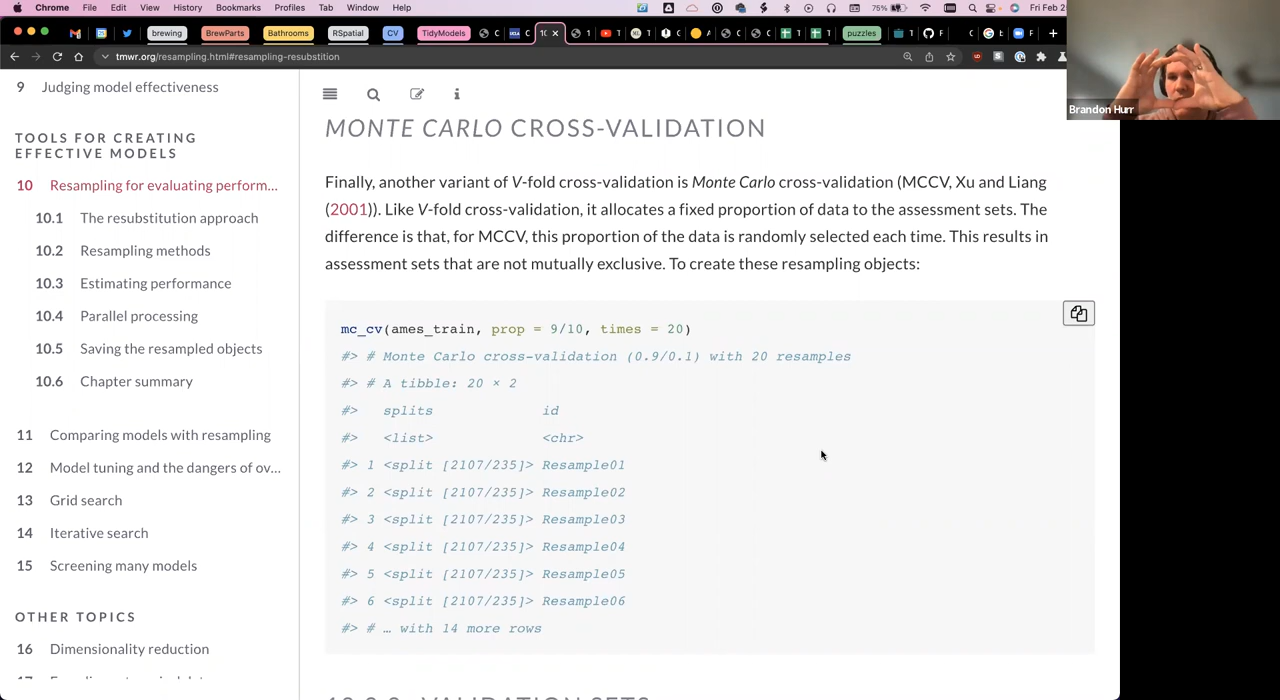 Chrome File Edit View History Bookmarks Profiles Tab Window Help 75% Fri Feb 2
brewing BrewParts Bathrooms RSpatial CV TidyModels puzzles
tmwr.org/resampling.html#resampling-resubstition
Brandon Hurr
9 Judging model effectiveness
TOOLS FOR CREATING
EFFECTIVE MODELS
10 Resampling for evaluating perform...
10.1 The resubstitution approach
10.2 Resampling methods
10.3 Estimating performance
10.4 Parallel processing
10.5 Saving the resampled objects
10.6 Chapter summary
11 Comparing models with resampling
12 Model tuning and the dangers of ov...
13 Grid search
14 Iterative search
15 Screening many models
OTHER TOPICS
16 Dimensionality reduction
MONTE CARLO CROSS-VALIDATION
Finally, another variant of V-fold cross-validation is Monte Carlo cross-validation (MCCV, Xu and Liang
(2001)). Like V-fold cross-validation, it allocates a fixed proportion of data to the assessment sets. The
difference is that, for MCCV, this proportion of the data is randomly selected each time. This results in
assessment sets that are not mutually exclusive. To create these resampling objects:
mc_cv(ames_train, prop = 9/10, times = 20)
#> # Monte Carlo cross-validation (0.9/0.1) with 20 resamples
#> # A tibble: 20 × 2
#> splits id
#> <list> <chr>
#> 1 <split [2107/235]> Resample01
#> 2 <split [2107/235]> Resample02
#> 3 <split [2107/235]> Resample03
#> 4 <split [2107/235]> Resample04
#> 5 <split [2107/235]> Resample05
#> 6 <split [2107/235]> Resample06
#> # … with 14 more rows